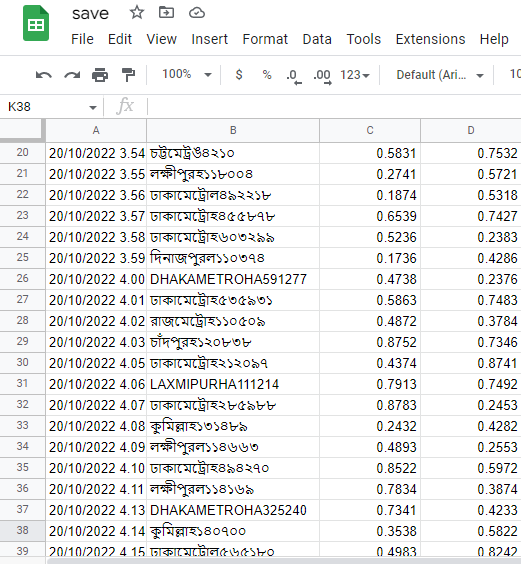 save
File Edit View Insert Format Data Tools Extensions Help
100% $ % .0 .00 123 Default (Ari... 10
K38 fx
A B C D
20 20/10/2022 3.54 চট্টমেট্রঙ৪২১০ 0.5831 0.7532
21 20/10/2022 3.55 লক্ষীপুরহ১১৮০০৪ 0.2741 0.5721
22 20/10/2022 3.56 ঢাকামেট্রোল৪৯২২১৮ 0.1874 0.5318
23 20/10/2022 3.57 ঢাকামেট্রোহ৪৫৫৮৭৮ 0.6539 0.7427
24 20/10/2022 3.58 ঢাকামেট্রোহ৬০৩২৯৯ 0.5236 0.2383
25 20/10/2022 3.59 দিনাজপুরল১১০৩৭৪ 0.1736 0.4286
26 20/10/2022 4.00 DHAKAMETROHA591277 0.4738 0.2376
27 20/10/2022 4.01 ঢাকামেট্রোহ৫৩৫৯৩১ 0.5863 0.7483
28 20/10/2022 4.02 রাজমেট্রোহ১১০৫০৯ 0.4872 0.3784
29 20/10/2022 4.03 চাঁদপুরহ১২০৮৩৮ 0.8752 0.7346
30 20/10/2022 4.05 ঢাকামেট্রোহ২১২০৯৭ 0.4374 0.8741
31 20/10/2022 4.06 LAXMIPURHA111214 0.7913 0.7492
32 20/10/2022 4.07 ঢাকামেট্রোহ২৮৫৯৮৮ 0.8783 0.2453
33 20/10/2022 4.08 কুমিল্লাহ১৩১৪৮৯ 0.2432 0.4282
34 20/10/2022 4.09 লক্ষীপুরল১১৪৬৬৩ 0.4893 0.2553
35 20/10/2022 4.10 ঢাকামেট্রোহ৪৯৪২৭০ 0.8522 0.5972
36 20/10/2022 4.11 লক্ষীপুরল১১৪১৬৯ 0.7834 0.3874
37 20/10/2022 4.13 DHAKAMETROHA325240 0.7341 0.4233
38 20/10/2022 4.14 কুমিল্লাহ১৪০৭০০ 0.3538 0.5822
39 20/10/2022 4.15 ঢাকামেট্রোল৫৬৫১৮০ 0.4983 0.8242